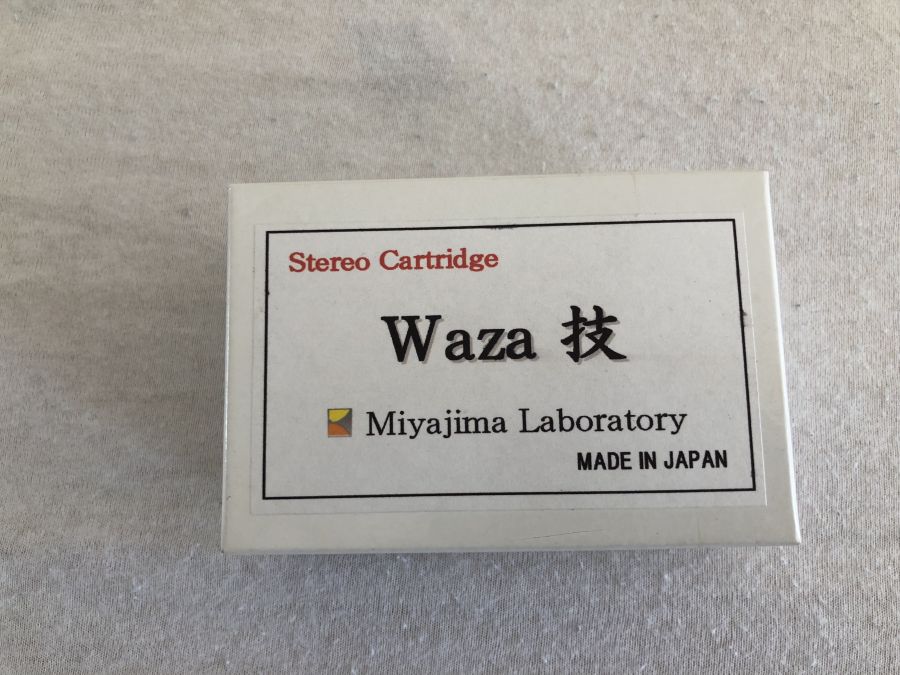 Stereo Cartridge
Waza 技
Miyajima Laboratory
MADE IN JAPAN